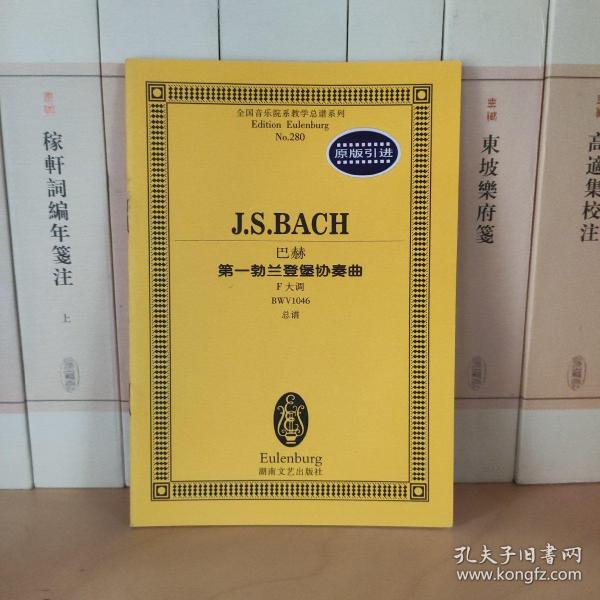 全国音乐院系教学总谱系列
Edition Eulenburg
No.280
原版引进
J.S.BACH
巴赫
第一勃兰登堡协奏曲
F 大调
BWV1046
总谱
Eulenburg
湖南文艺出版社
稼軒詞編年箋注
上
東坡樂府箋
高適集校注
孔夫子旧书网
www.kongfz.com